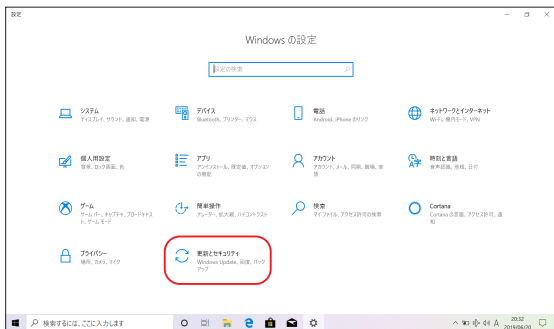 設定
Windows の設定
設定の検索
システム
ディスプレイ、サウンド、通知、電源
デバイス
Bluetooth、プリンター、マウス
電話
Android、iPhone のリンク
ネットワークとインターネット
Wi-Fi、機内モード、VPN
個人用設定
背景、ロック画面、色
アプリ
アンインストール、既定値、オプション
の機能
アカウント
アカウント、メール、同期、職場、家
族
時刻と言語
音声認識、地域、日付
ゲーム
ゲーム バー、キャプチャ、ブロードキャス
ト、ゲーム モード
簡単操作
ナレーター、拡大鏡、ハイコントラスト
検索
マイ ファイル、アクセス許可の検索
Cortana
Cortana の言語、アクセス許可、通
知
プライバシー
場所、カメラ、マイク
更新とセキュリティ
Windows Update、回復、バック
アップ
検索するには、ここに入力します
A
20:32
2019/06/20